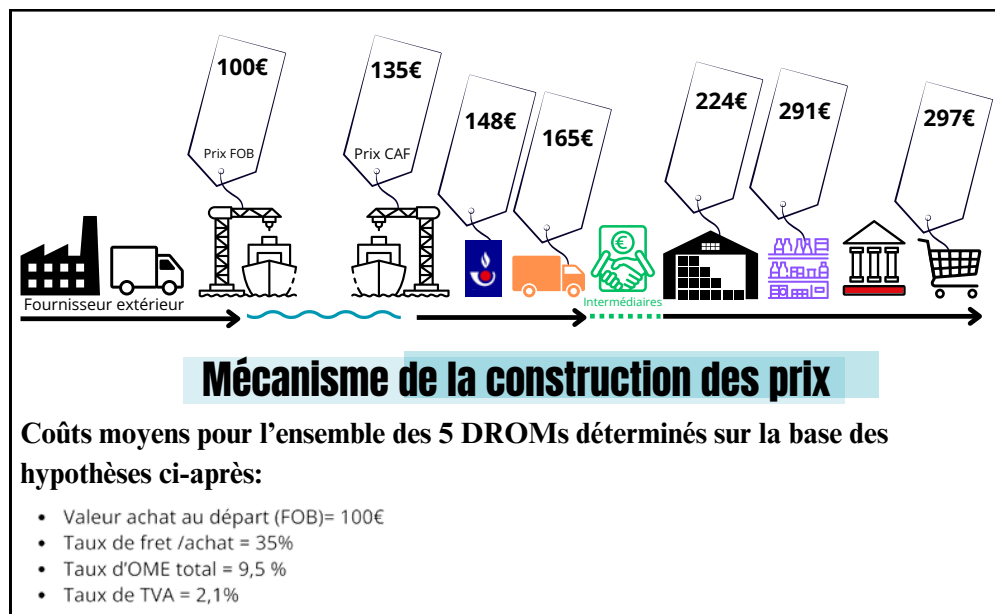 100€
135€
148€
165€
224€
291€
297€
Prix FOB
Prix CAF
€
Fournisseur extérieur
Intermédiaires
Mécanisme de la construction des prix
Coûts moyens pour l’ensemble des 5 DROMs déterminés sur la base des
hypothèses ci-après:
• Valeur achat au départ (FOB)= 100€
• Taux de fret /achat = 35%
• Taux d’OME total = 9,5 %
• Taux de TVA = 2,1%